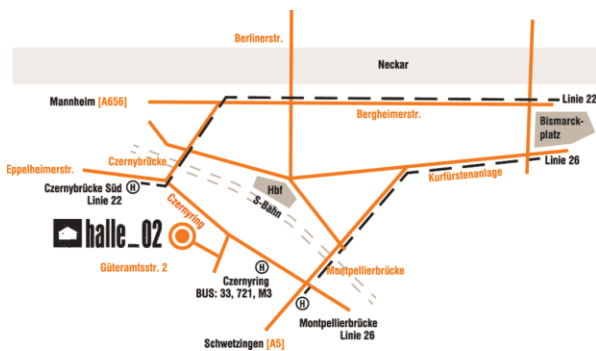 Berlinerstr.
Neckar
Mannheim [A656]
Linie 22
Bergheimerstr.
Bismarck-
platz
Czernybrücke
Linie 26
Eppelheimerstr.
Kurfürstenanlage
Czernybrücke Süd
Linie 22
H
Hbf
S-Bahn
Czernyring
halle_02
Güteramtsstr. 2
H
Czernyring
BUS: 33, 721, M3
Montpellierbrücke
H
Montpellierbrücke
Linie 26
Schwetzingen [A5]